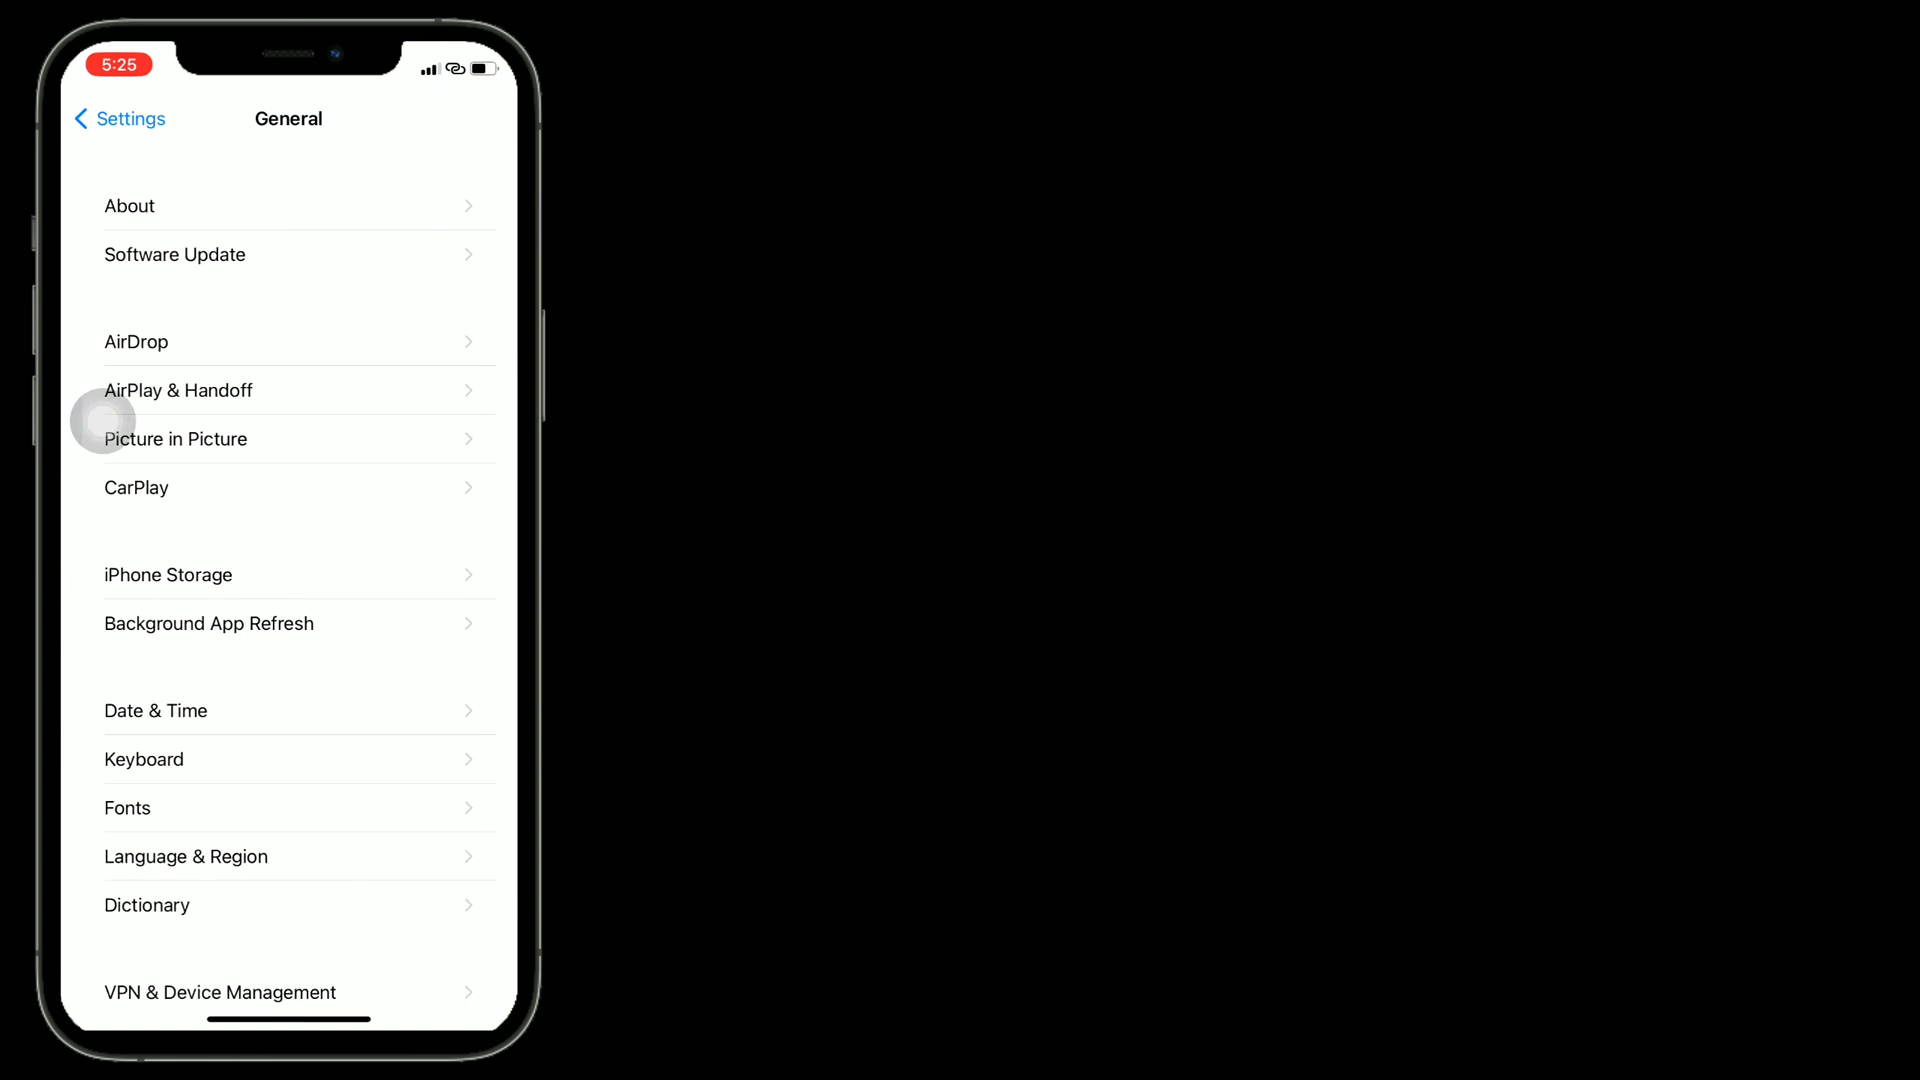 5:25
Settings
General
About
Software Update
AirDrop
AirPlay & Handoff
Picture in Picture
CarPlay
iPhone Storage
Background App Refresh
Date & Time
Keyboard
Fonts
Language & Region
Dictionary
VPN & Device Management